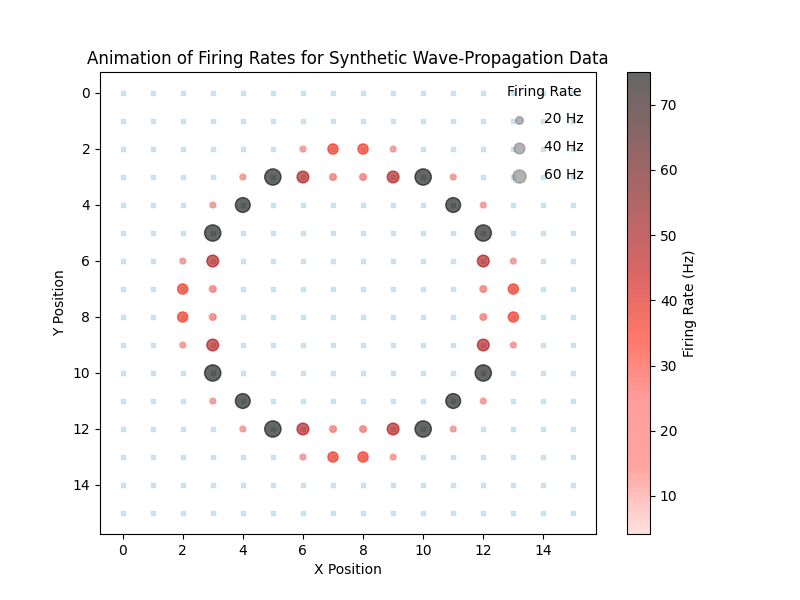 Animation of Firing Rates for Synthetic Wave-Propagation Data
Firing Rate
20 Hz
40 Hz
60 Hz
0
2
4
6
8
10
12
14
Y Position
0
2
4
6
8
10
12
14
X Position
70
60
50
40
30
20
10
Firing Rate (Hz)